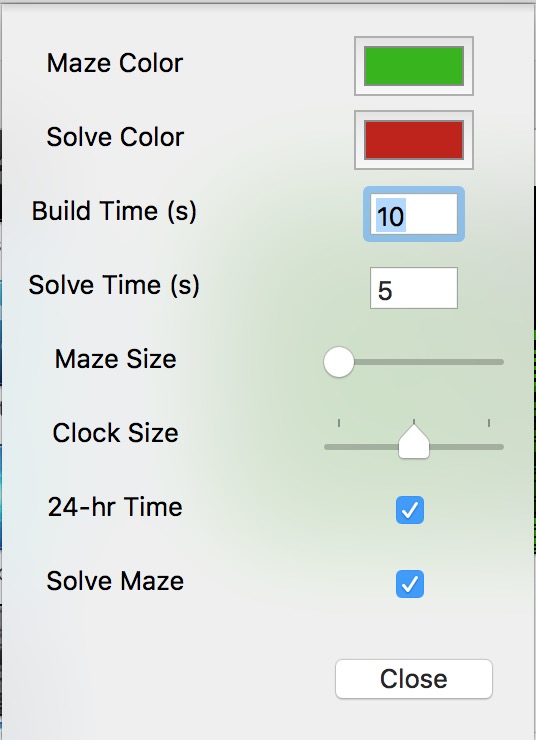 Maze Color
Solve Color
Build Time (s) 10
Solve Time (s) 5
Maze Size
Clock Size
24-hr Time
Solve Maze
Close